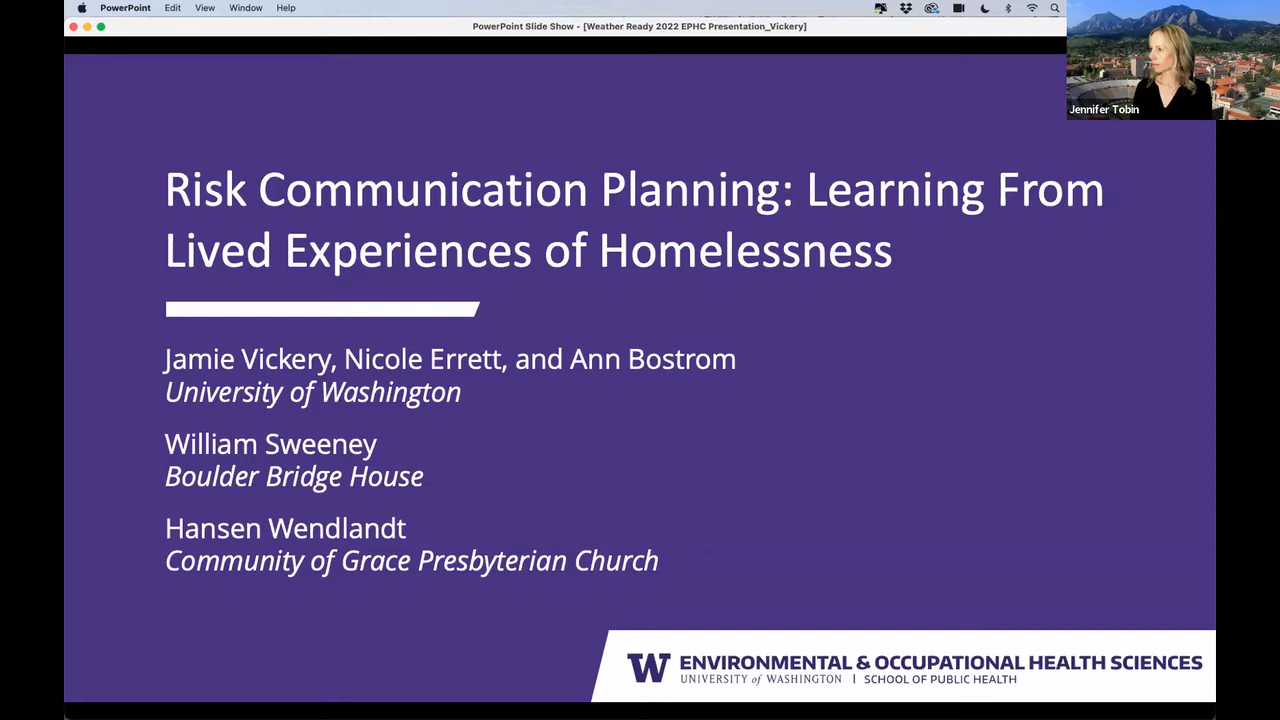 PowerPoint Edit View Window Help
PowerPoint Slide Show - [Weather Ready 2022 EPHC Presentation_Vickery]
Jennifer Tobin
Risk Communication Planning: Learning From
Lived Experiences of Homelessness
Jamie Vickery, Nicole Errett, and Ann Bostrom
University of Washington
William Sweeney
Boulder Bridge House
Hansen Wendlandt
Community of Grace Presbyterian Church
W ENVIRONMENTAL & OCCUPATIONAL HEALTH SCIENCES
UNIVERSITY of WASHINGTON | SCHOOL OF PUBLIC HEALTH